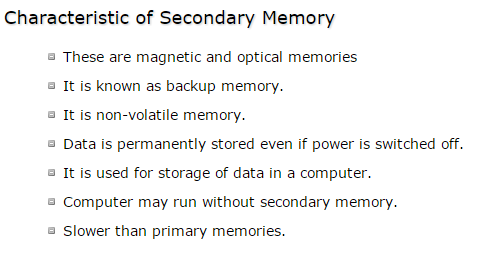 Characteristic of Secondary Memory
These are magnetic and optical memories
It is known as backup memory.
It is non-volatile memory.
Data is permanently stored even if power is switched off.
It is used for storage of data in a computer.
Computer may run without secondary memory.
Slower than primary memories.